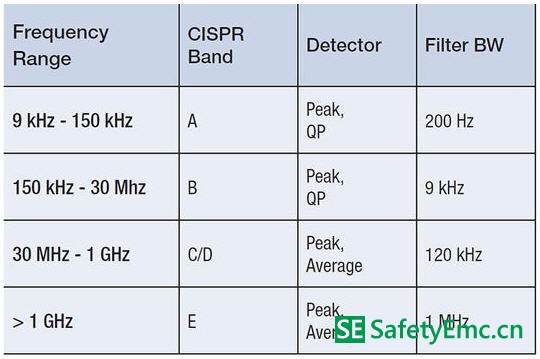 Frequency Range CISPR Band Detector Filter BW
9 kHz - 150 kHz A Peak, QP 200 Hz
150 kHz - 30 Mhz B Peak, QP 9 kHz
30 MHz - 1 GHz C/D Peak, Average 120 kHz
> 1 GHz E Peak, 1 MHz
SE SafetyEmc.cn